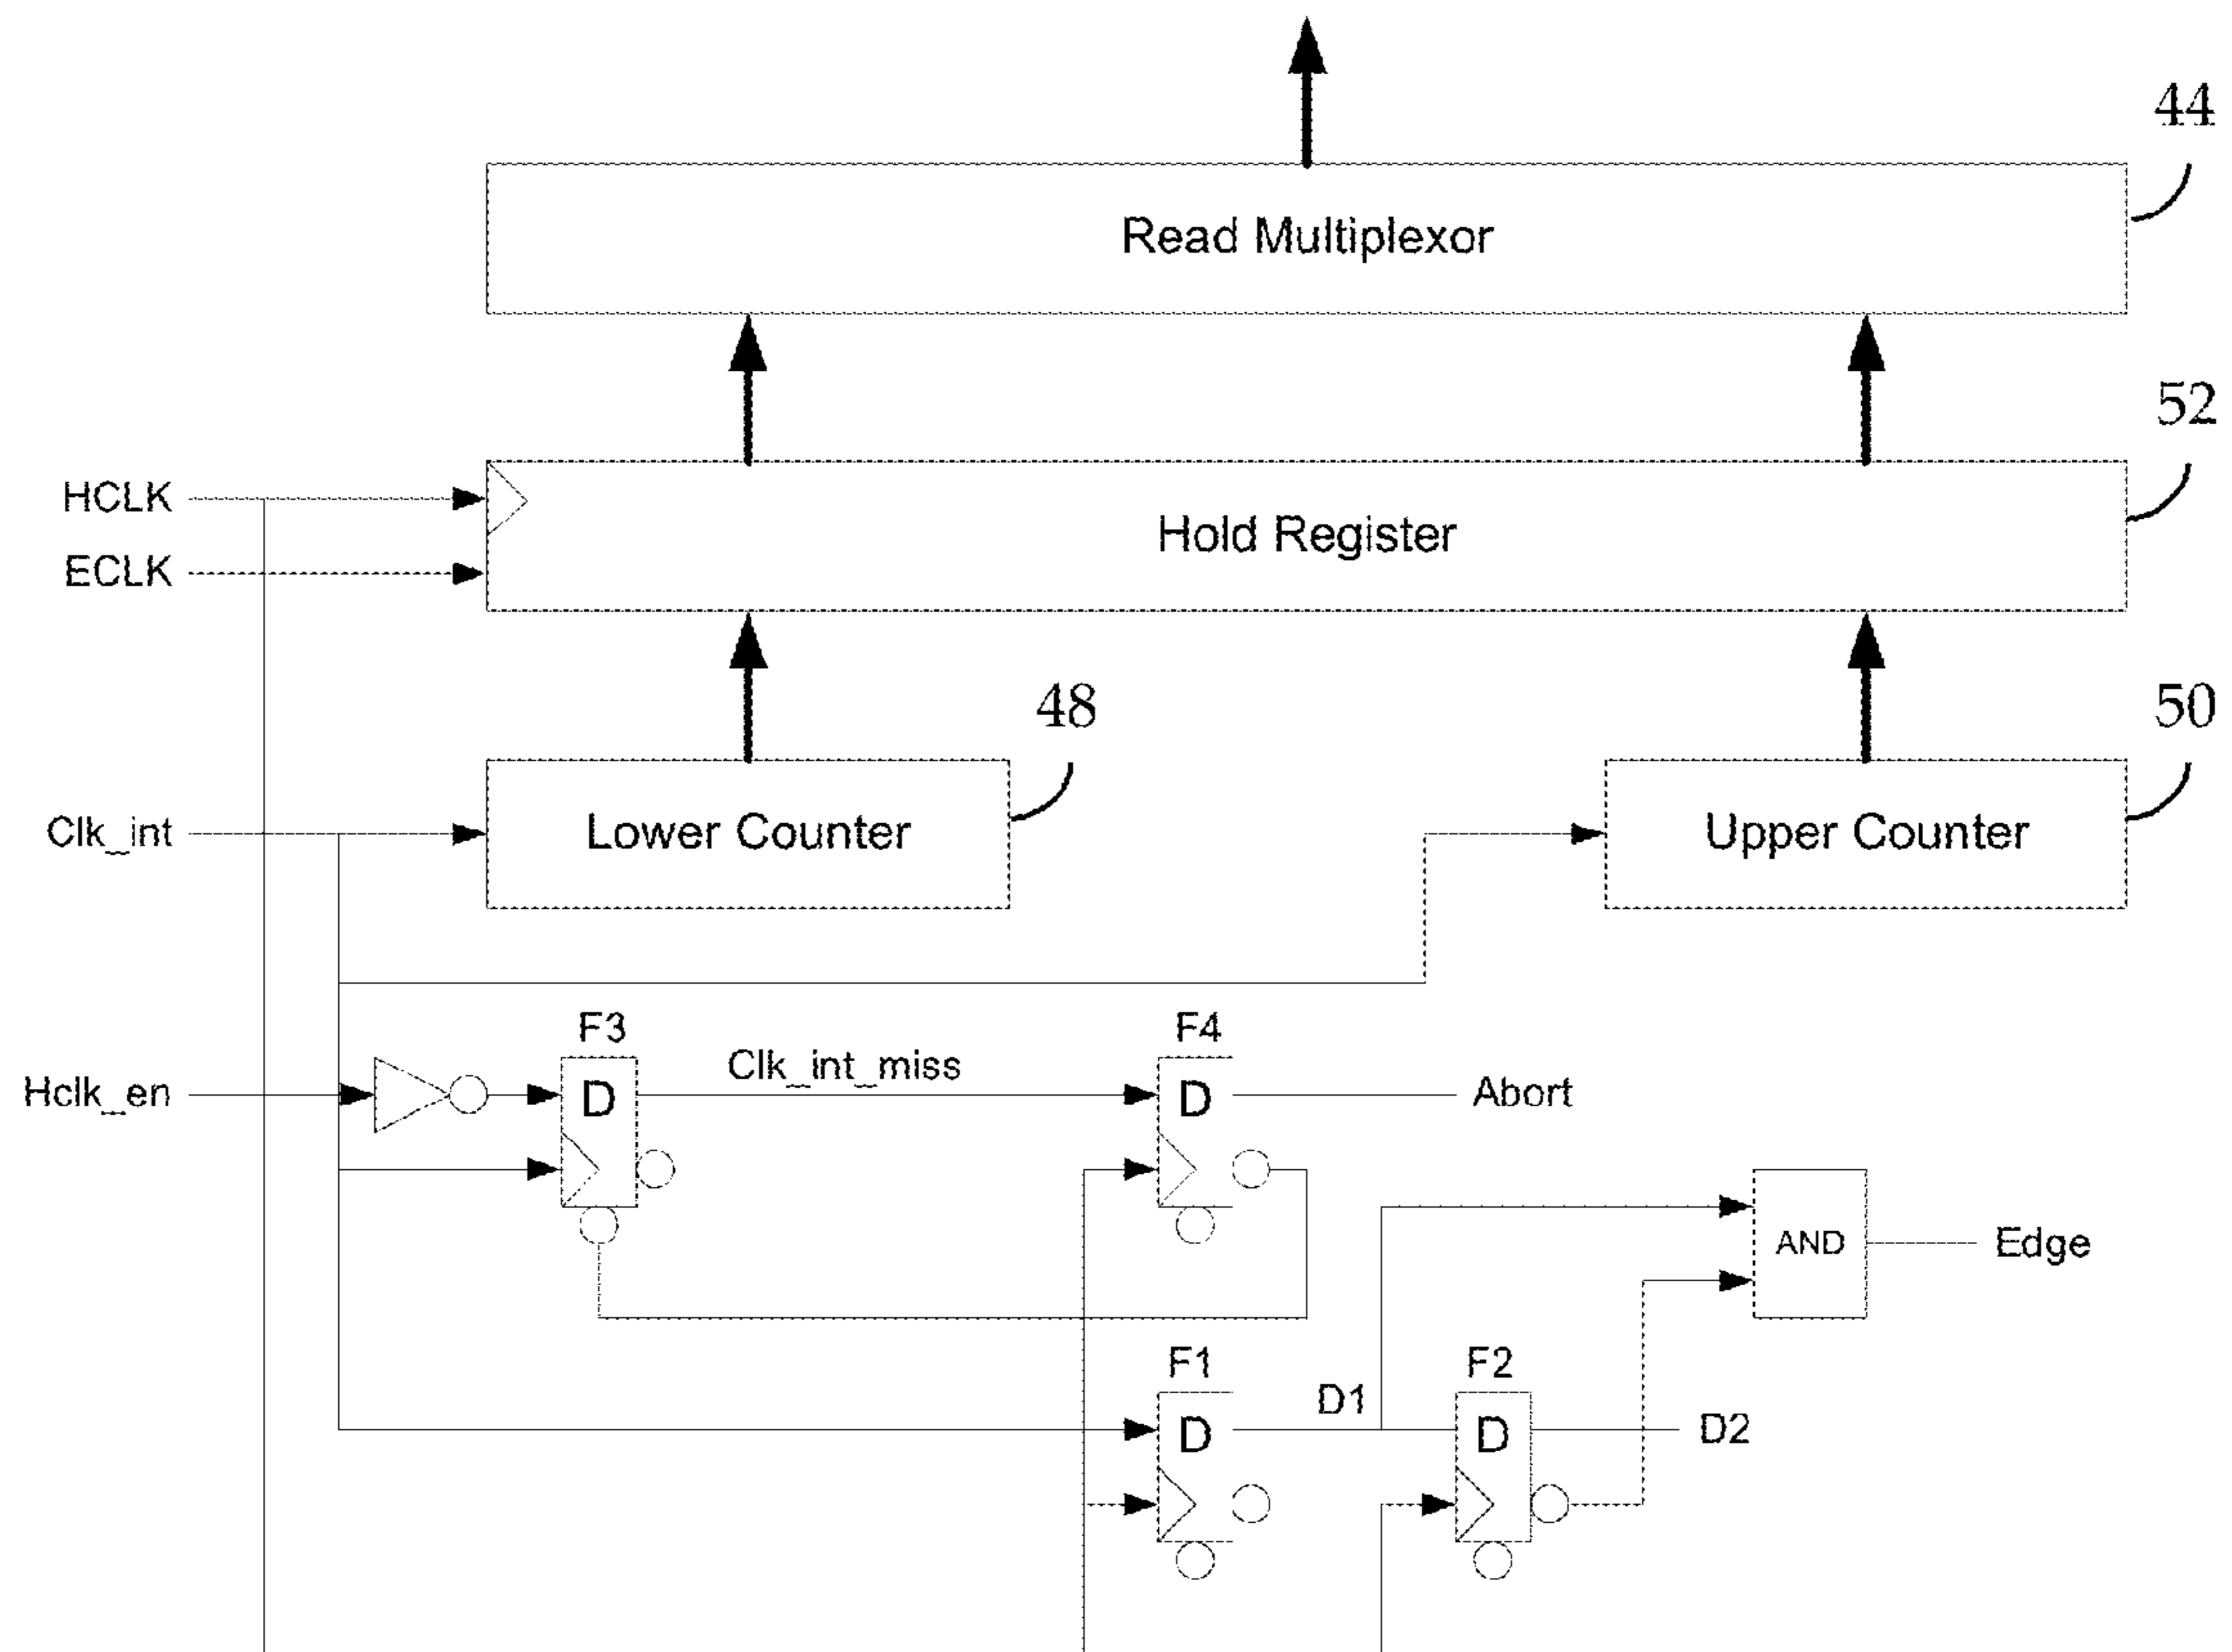 44
Read Multiplexor
52
HCLK
Hold Register
ECLK
48
50
Clk_int
Lower Counter
Upper Counter
F3
F4
Hclk_en
D
Clk_int_miss
D
Abort
AND
Edge
F1
F2
D1
D
D
D2